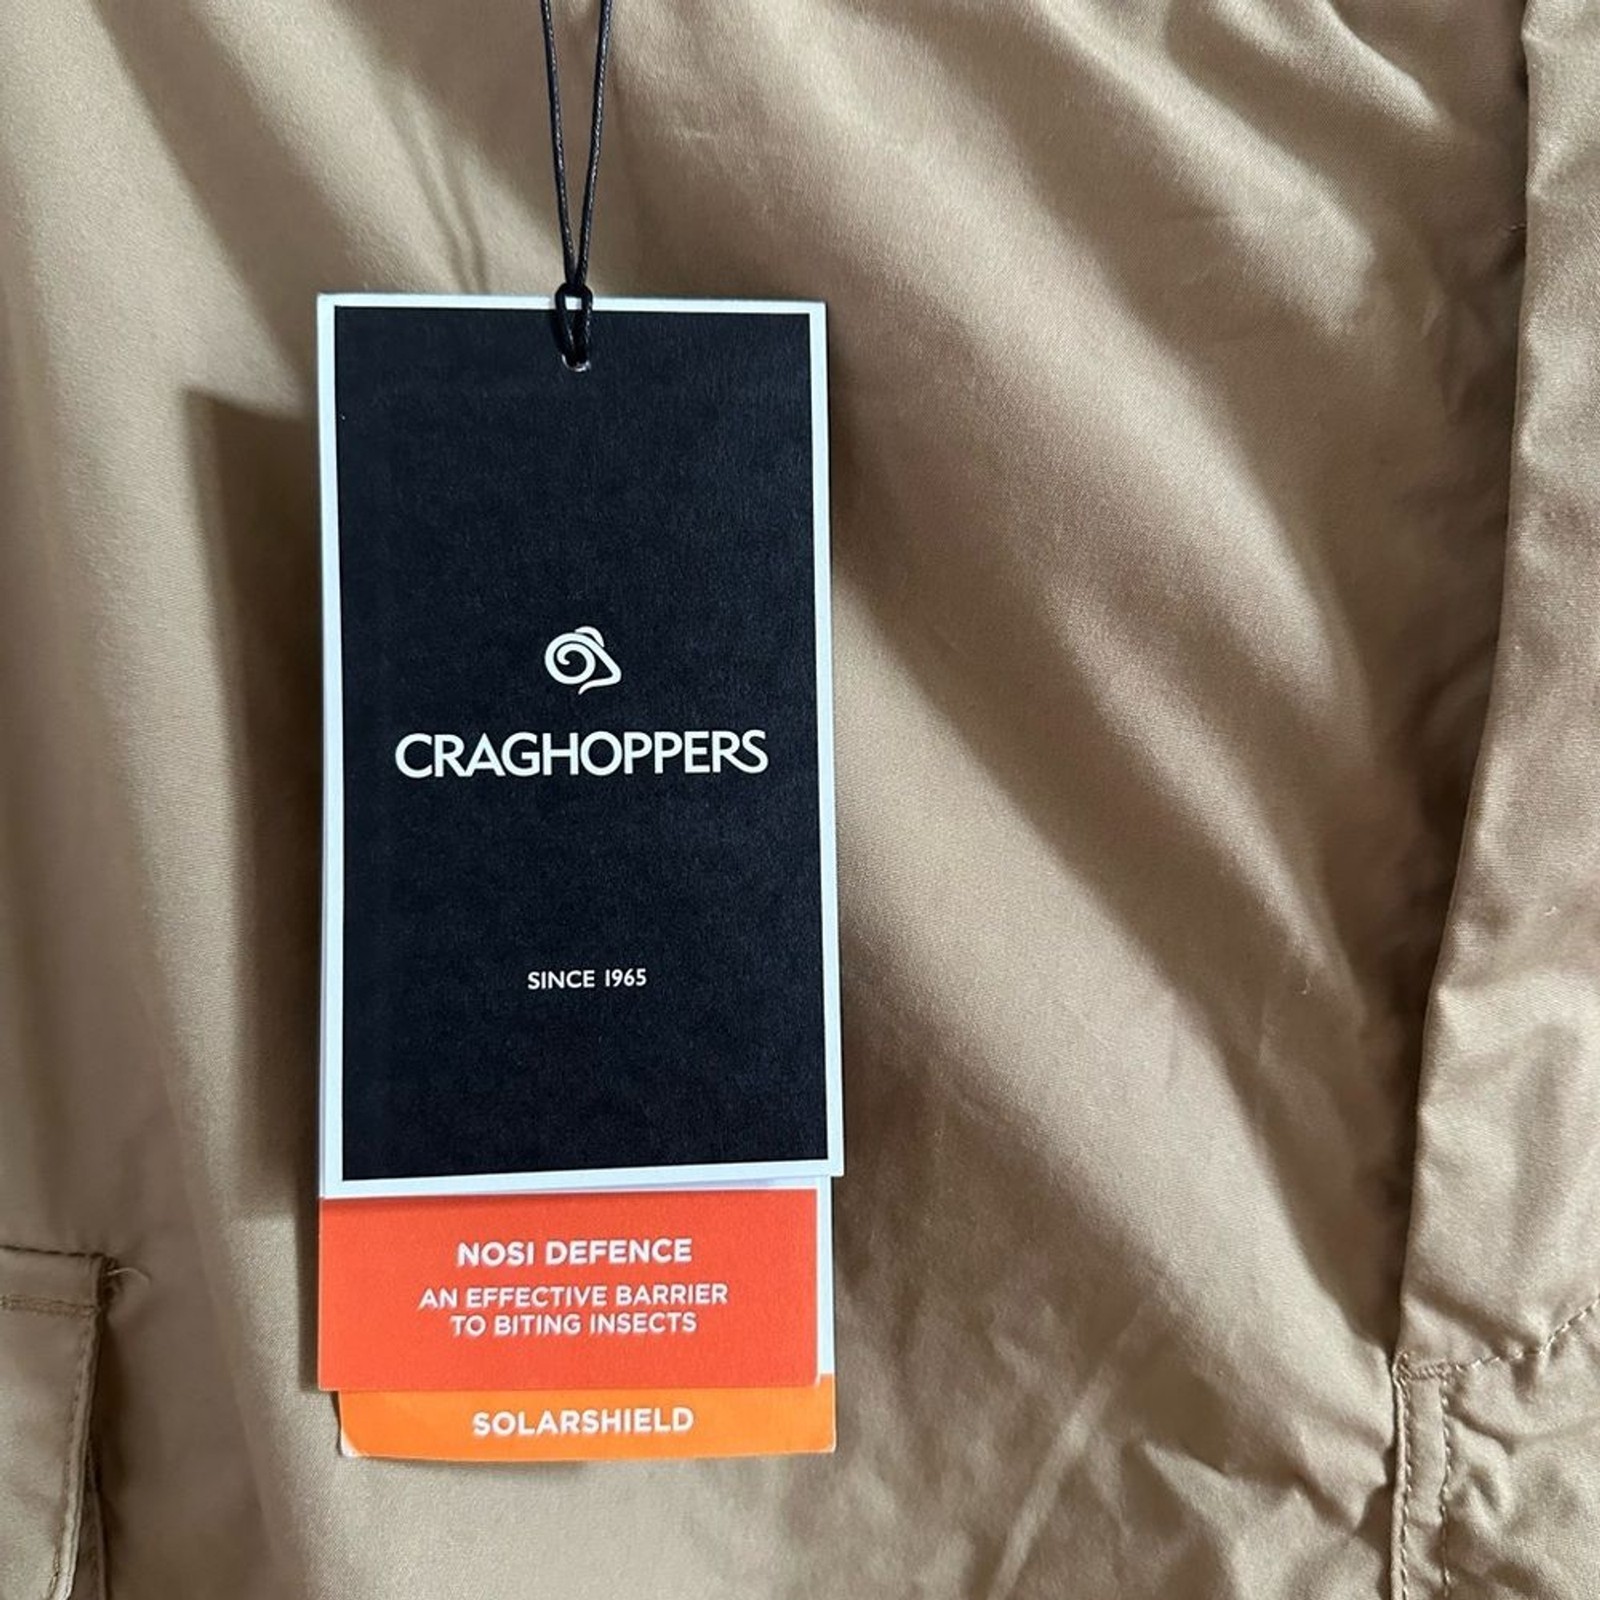 CRAGHOPPERS
SINCE 1965
NOSI DEFENCE
AN EFFECTIVE BARRIER
TO BITING INSECTS
SOLARSHIELD